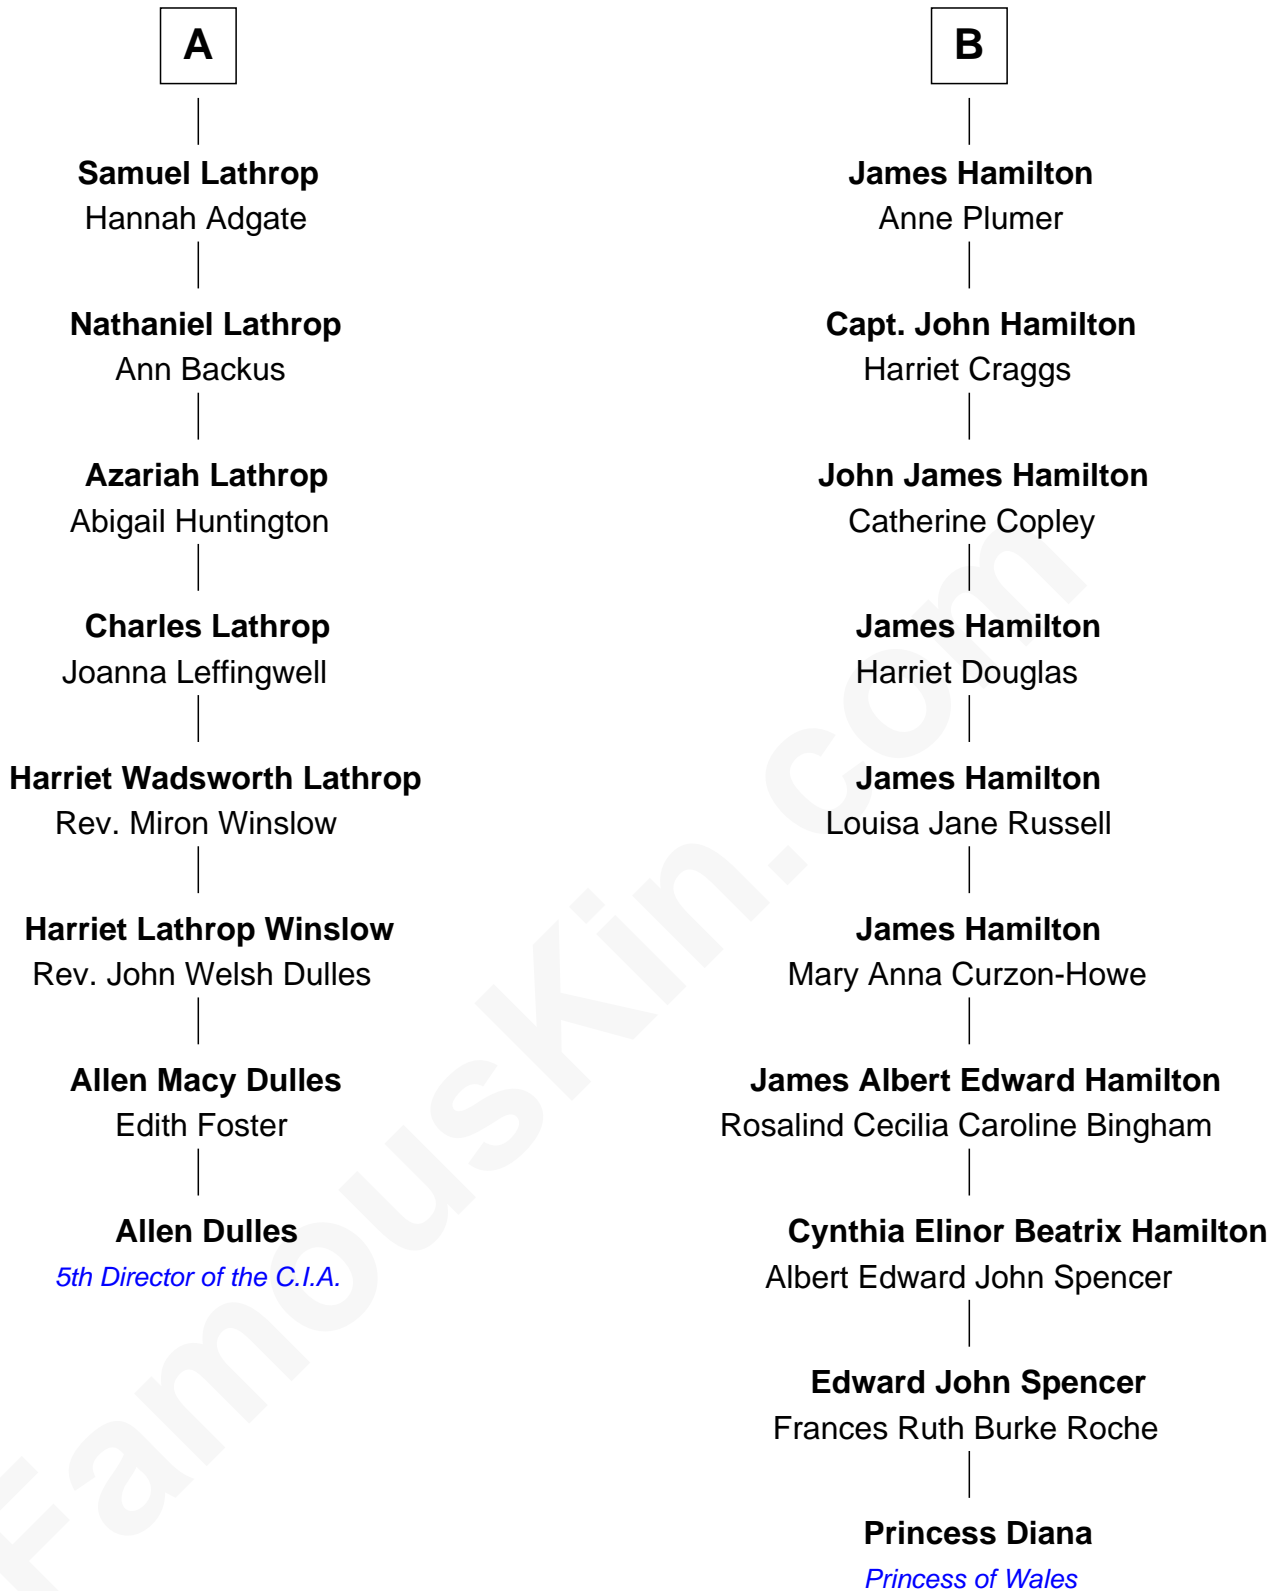 A
Samuel Lathrop
Hannah Adgate
Nathaniel Lathrop
Ann Backus
Azariah Lathrop
Abigail Huntington
Charles Lathrop
Joanna Leffingwell
Harriet Wadsworth Lathrop
Rev. Miron Winslow
Harriet Lathrop Winslow
Rev. John Welsh Dulles
Allen Macy Dulles
Edith Foster
Allen Dulles
5th Director of the C.I.A.
B
James Hamilton
Anne Plumer
Capt. John Hamilton
Harriet Craggs
John James Hamilton
Catherine Copley
James Hamilton
Harriet Douglas
James Hamilton
Louisa Jane Russell
James Hamilton
Mary Anna Curzon-Howe
James Albert Edward Hamilton
Rosalind Cecilia Caroline Bingham
Cynthia Elinor Beatrix Hamilton
Albert Edward John Spencer
Edward John Spencer
Frances Ruth Burke Roche
Princess Diana
Princess of Wales
FamousKin.com